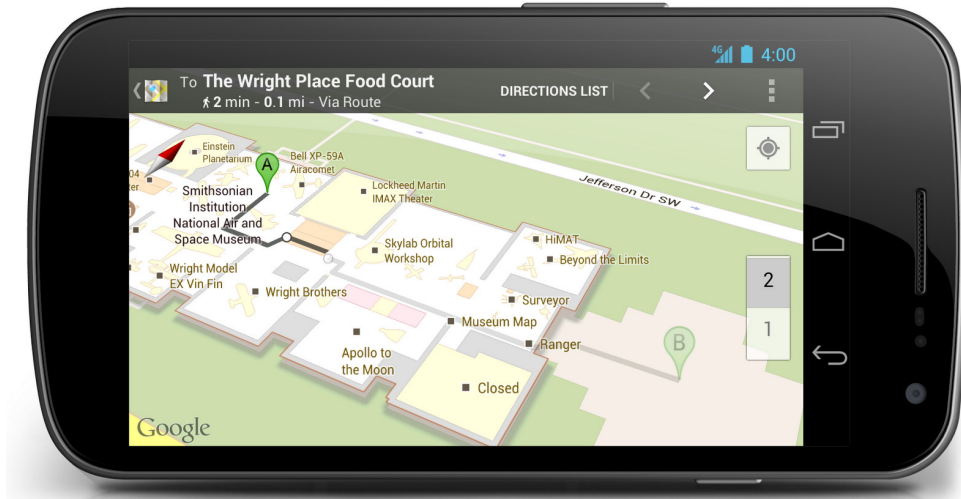 4G 4:00
To The Wright Place Food Court
2 min - 0.1 mi - Via Route
DIRECTIONS LIST
Einstein
Planetarium
Bell XP-59A
Airacomet
04
Lockheed Martin
IMAX Theater
Jefferson Dr SW
Smithsonian
Institution
National Air and
Space Museum
A
Skylab Orbital
Workshop
HiMAT
Beyond the Limits
Wright Model
EX Vin Fin
Wright Brothers
Surveyor
2
Museum Map
1
Apollo to
the Moon
Ranger
B
Closed
Google